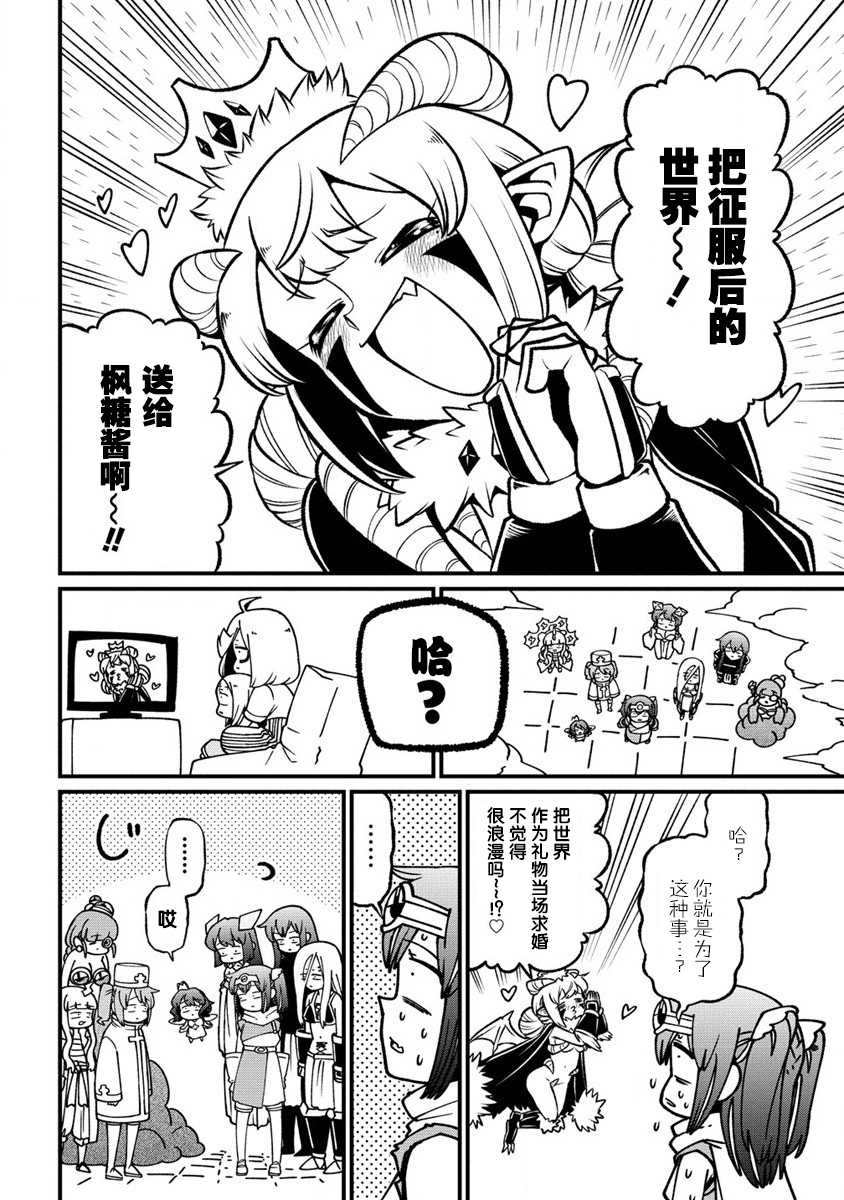 把征服后的
世界～！
送给
枫糖酱啊～！！
哈？
哈？
你就是为了
这种事…？
把世界
作为礼物当场求婚
不觉得
很浪漫吗～！？♡
……
……
哎